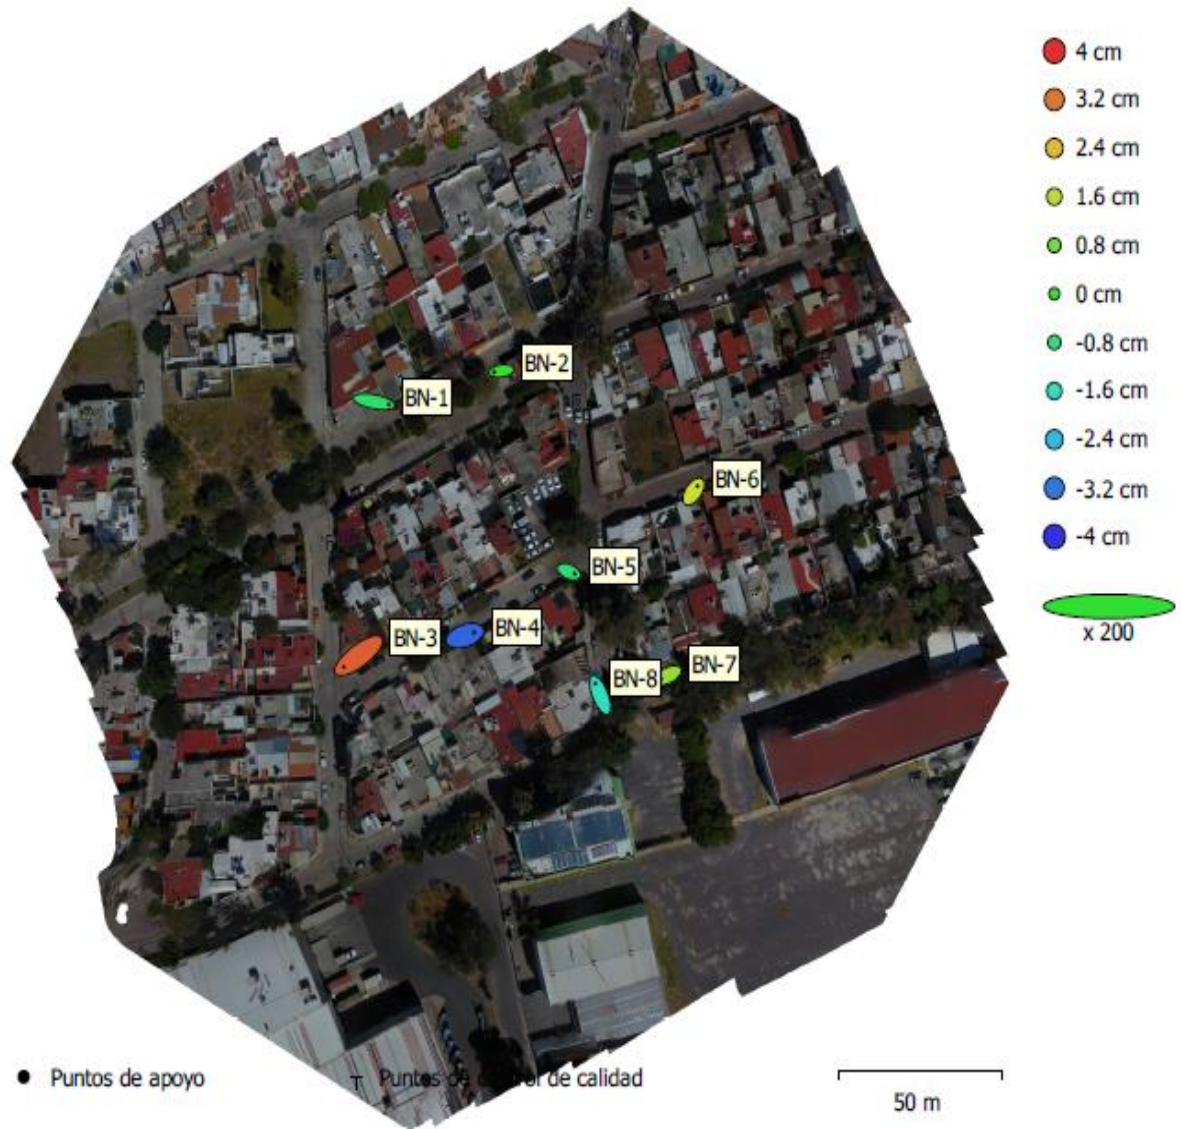 4 cm
3.2 cm
2.4 cm
1.6 cm
0.8 cm
0 cm
-0.8 cm
-1.6 cm
-2.4 cm
-3.2 cm
-4 cm
x 200
BN-2
BN-1
BN-6
BN-5
BN-4
BN-3
BN-7
BN-8
Puntos de apoyo
Puntos de control de calidad
50 m